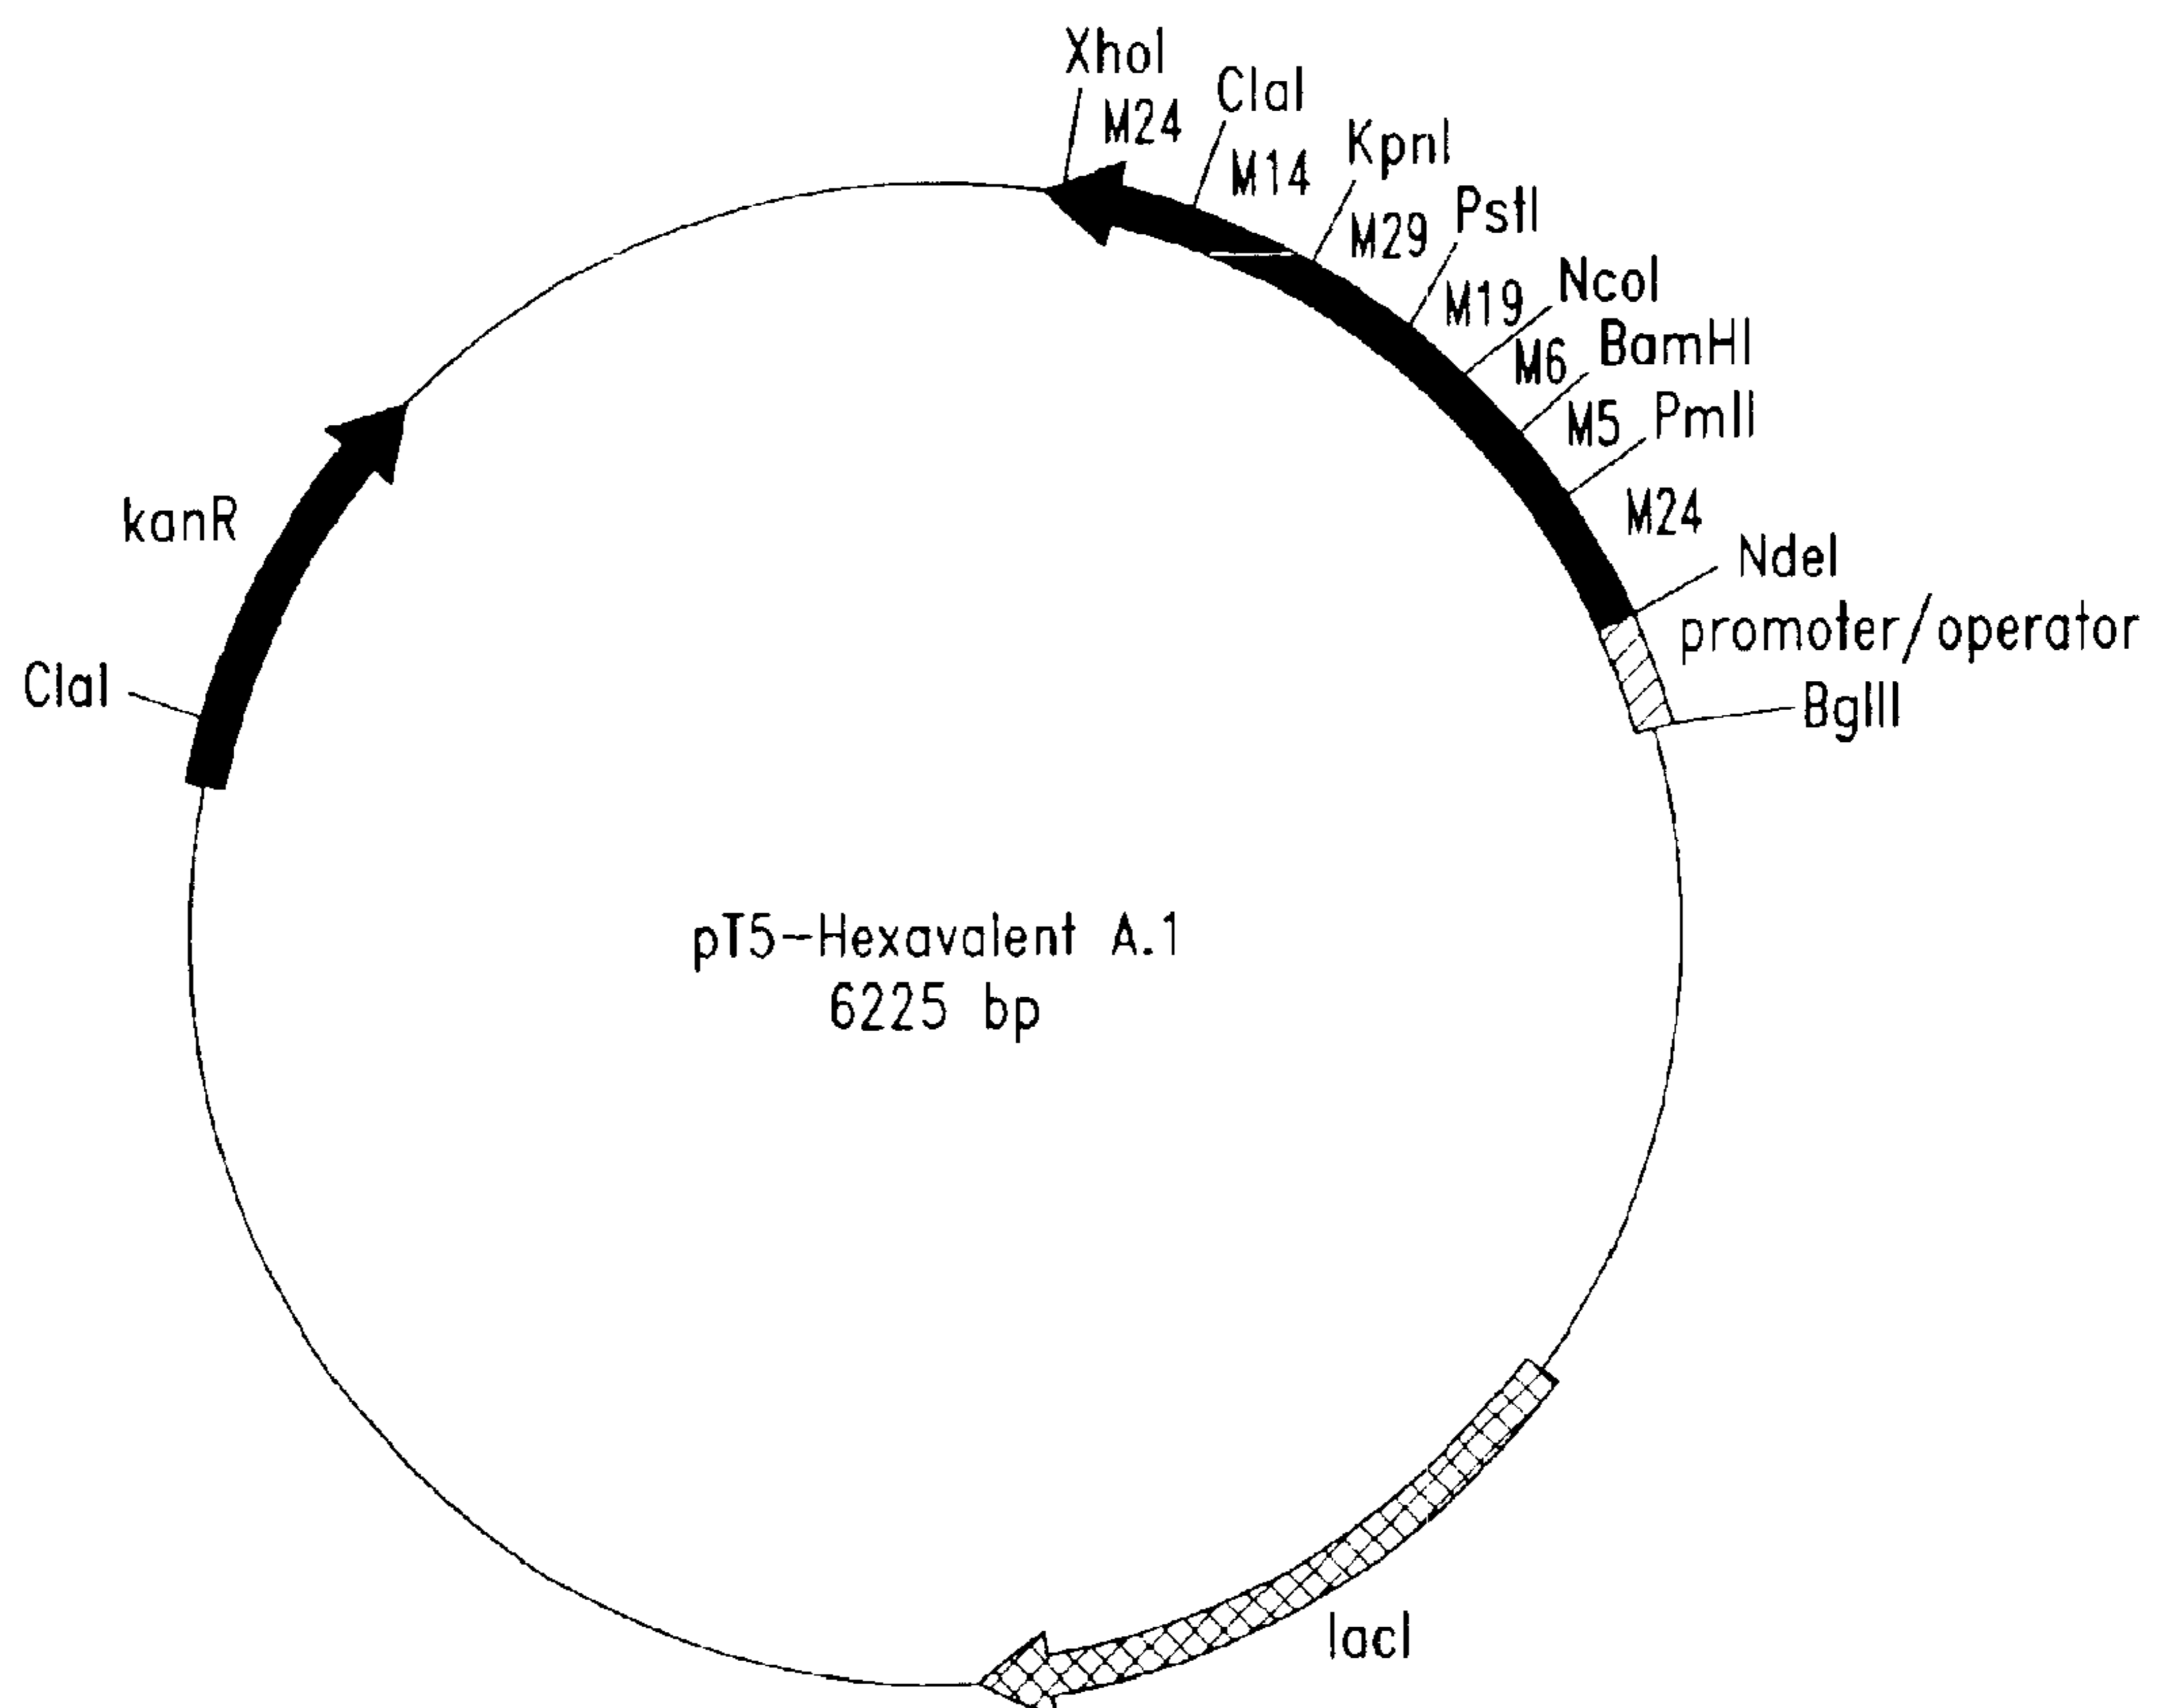 XhoI
M24
ClaI
M14
KpnI
M29
PstI
M19
NcoI
M6
BamHI
M5
PmlI
M24
NdeI
promoter/operator
BglII
kanR
ClaI
pT5-Hexavalent A.1
6225 bp
lacI